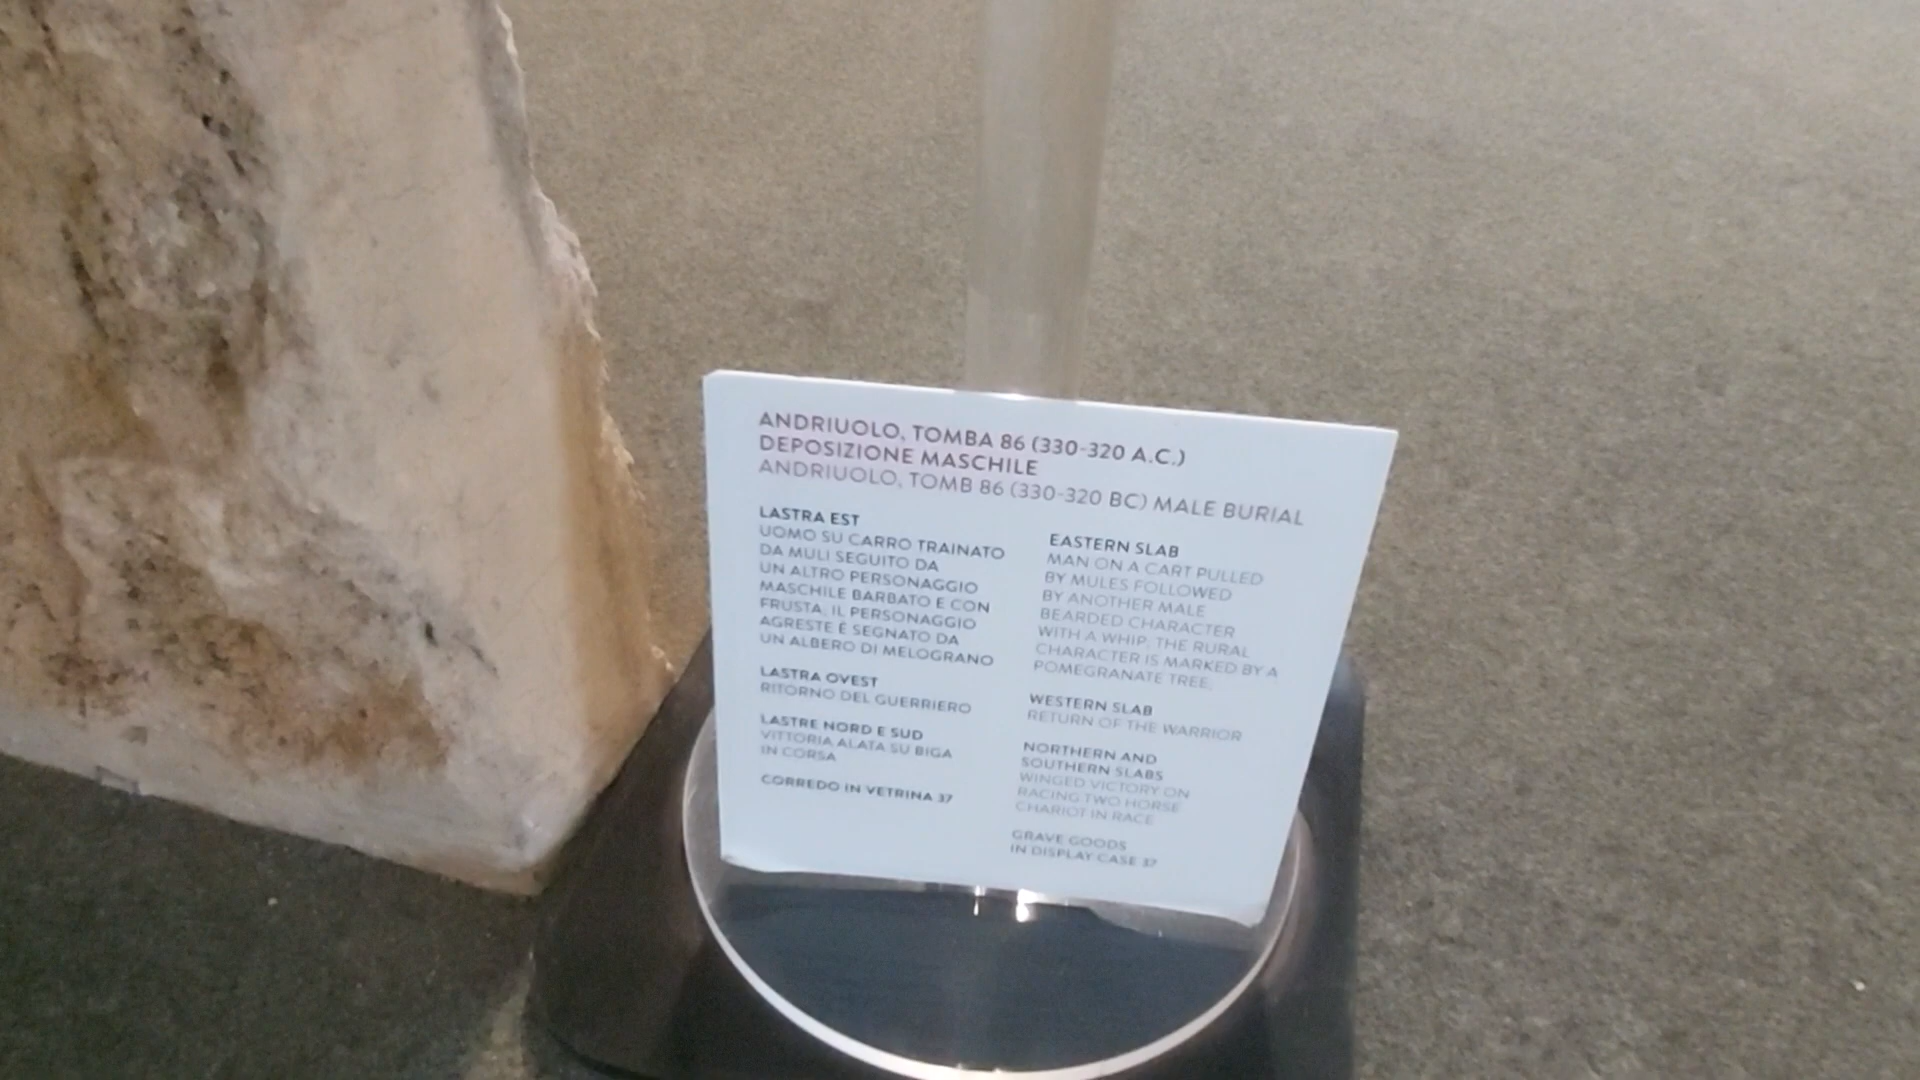 ANDRIUOLO, TOMBA 86 (330-320 A.C.)
DEPOSIZIONE MASCHILE
ANDRIUOLO, TOMB 86 (330-320 BC) MALE BURIAL
LASTRA EST
UOMO SU CARRO TRAINATO
DA MULI SEGUITO DA
UN ALTRO PERSONAGGIO
MASCHILE BARBATO E CON
FRUSTA, IL PERSONAGGIO
AGRESTE È SEGNATO DA
UN ALBERO DI MELOGRANO
LASTRA OVEST
RITORNO DEL GUERRIERO
LASTRE NORD E SUD
VITTORIA ALATA SU BIGA
IN CORSA
CORREDO IN VETRINA 37
EASTERN SLAB
MAN ON A CART PULLED
BY MULES FOLLOWED
BY ANOTHER MALE
BEARDED CHARACTER
WITH A WHIP; THE RURAL
CHARACTER IS MARKED BY A
POMEGRANATE TREE.
WESTERN SLAB
RETURN OF THE WARRIOR
NORTHERN AND
SOUTHERN SLABS
WINGED VICTORY ON
RACING TWO HORSE
CHARIOT IN RACE
GRAVE GOODS
IN DISPLAY CASE 37